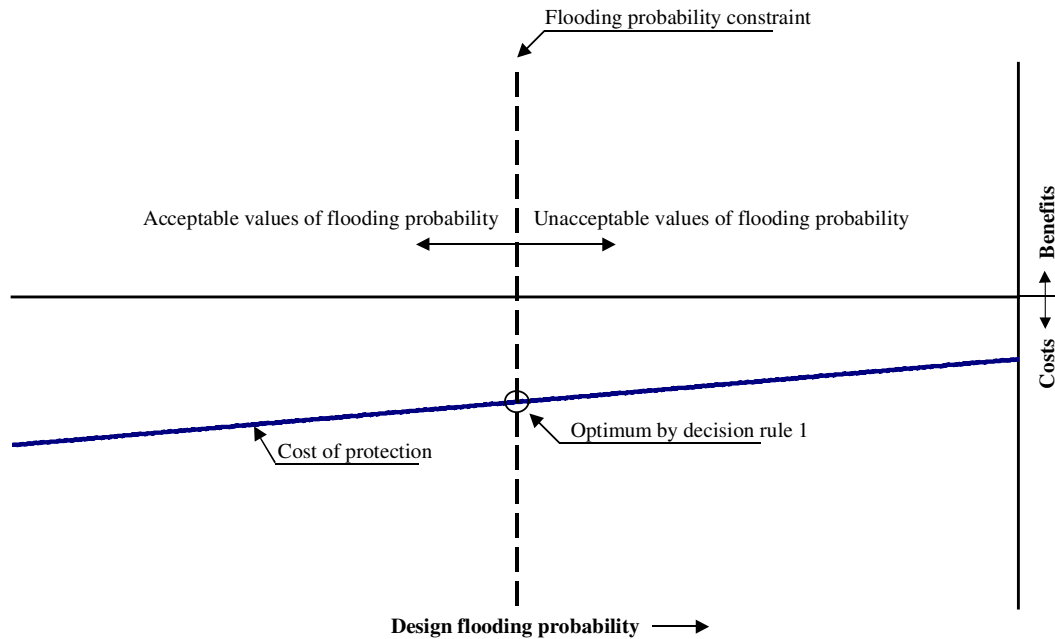 Flooding probability constraint
Acceptable values of flooding probability
Unacceptable values of flooding probability
Benefits
Costs
Optimum by decision rule 1
Cost of protection
Design flooding probability